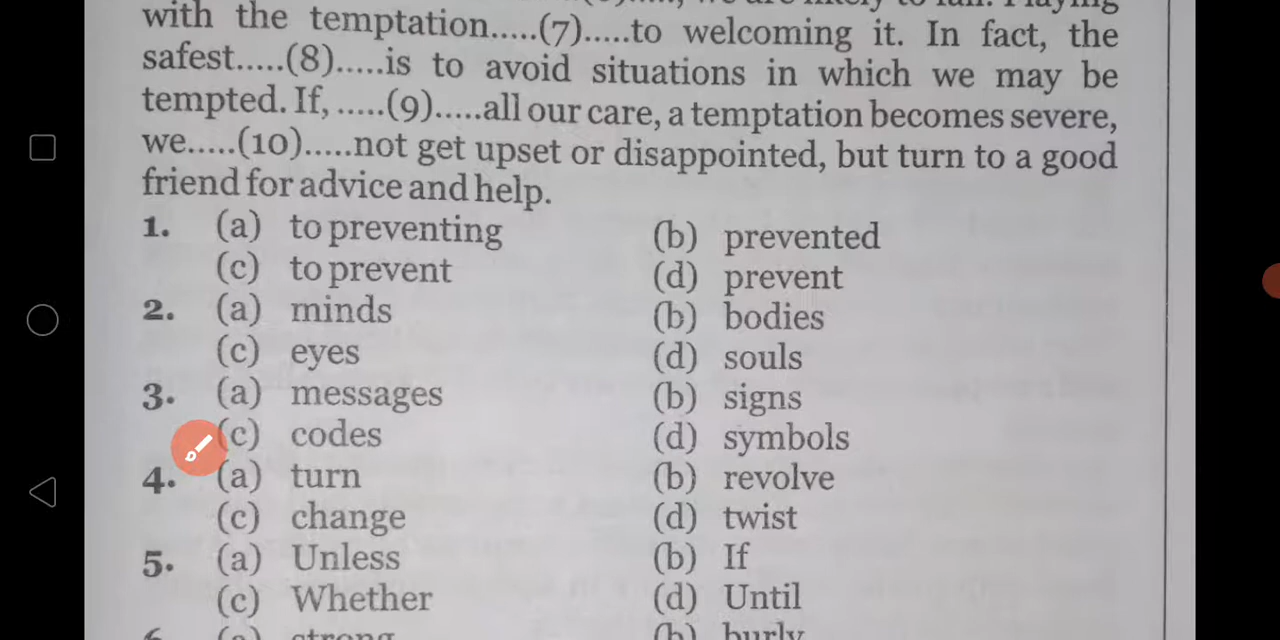 with the temptation.....(7).....to welcoming it. In fact, the
safest.....(8).....is to avoid situations in which we may be
tempted. If, .....(9).....all our care, a temptation becomes severe,
we.....(10).....not get upset or disappointed, but turn to a good
friend for advice and help.
1. (a) to preventing (b) prevented
(c) to prevent (d) prevent
2. (a) minds (b) bodies
(c) eyes (d) souls
3. (a) messages (b) signs
(c) codes (d) symbols
4. (a) turn (b) revolve
(c) change (d) twist
5. (a) Unless (b) If
(c) Whether (d) Until
6. (a) strong (b) burly